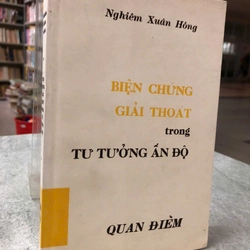 Nghiêm Xuân Hồng
BIỆN CHỨNG
GIẢI THOÁT
trong
TƯ TƯỞNG ẤN ĐỘ
QUAN ĐIỂM